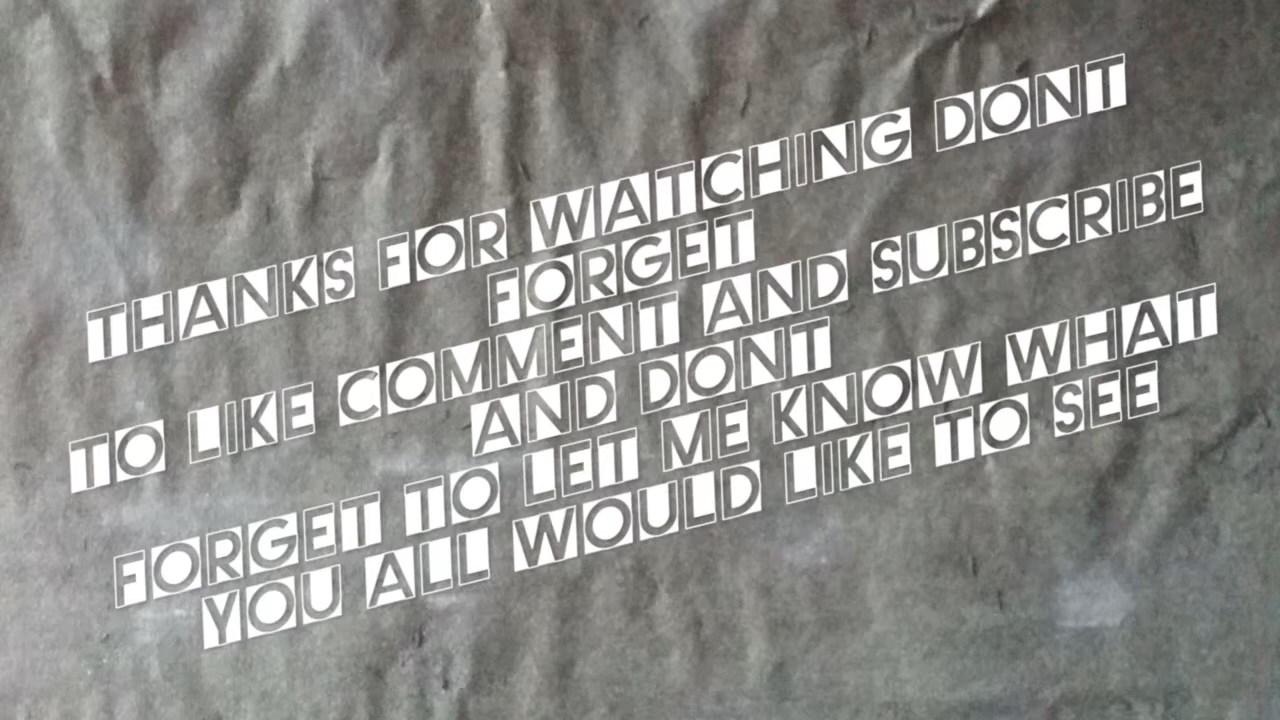 THANKS FOR WATCHING DONT
FORGET
TO LIKE COMMENT AND SUBSCRIBE
AND DONT
FORGET TO LET ME KNOW WHAT
YOU ALL WOULD LIKE TO SEE